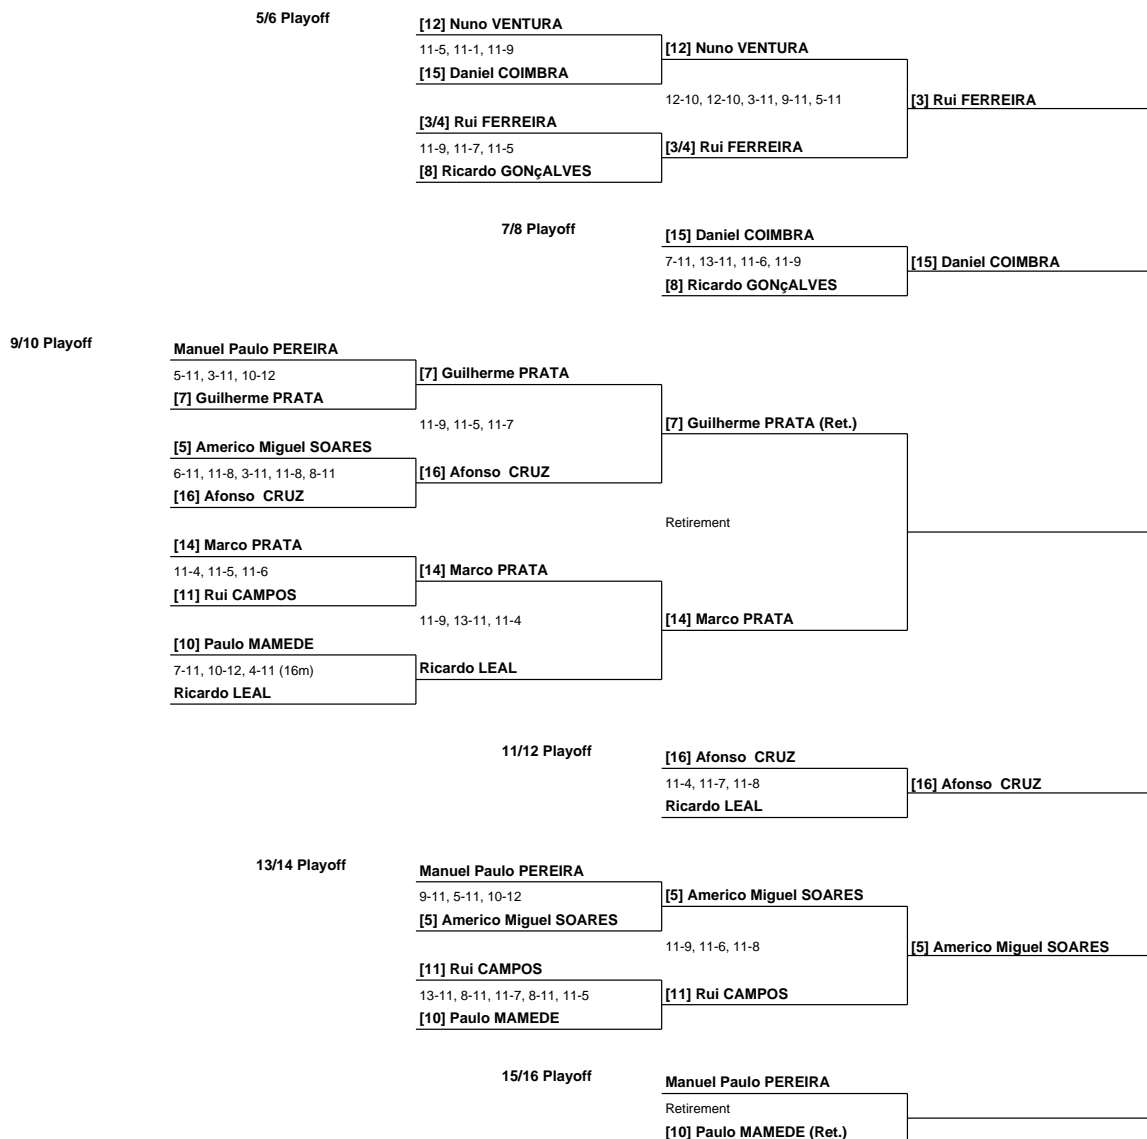 5/6 Playoff
[12] Nuno VENTURA
11-5, 11-1, 11-9
[12] Nuno VENTURA
[15] Daniel COIMBRA
12-10, 12-10, 3-11, 9-11, 5-11
[3] Rui FERREIRA
[3/4] Rui FERREIRA
11-9, 11-7, 11-5
[3/4] Rui FERREIRA
[8] Ricardo GONçALVES
7/8 Playoff
[15] Daniel COIMBRA
7-11, 13-11, 11-6, 11-9
[15] Daniel COIMBRA
[8] Ricardo GONçALVES
9/10 Playoff
Manuel Paulo PEREIRA
5-11, 3-11, 10-12
[7] Guilherme PRATA
[7] Guilherme PRATA
11-9, 11-5, 11-7
[7] Guilherme PRATA (Ret.)
[5] Americo Miguel SOARES
6-11, 11-8, 3-11, 11-8, 8-11
[16] Afonso  CRUZ
[16] Afonso  CRUZ
Retirement
[14] Marco PRATA
11-4, 11-5, 11-6
[14] Marco PRATA
[11] Rui CAMPOS
11-9, 13-11, 11-4
[14] Marco PRATA
[10] Paulo MAMEDE
7-11, 10-12, 4-11 (16m)
Ricardo LEAL
Ricardo LEAL
11/12 Playoff
[16] Afonso  CRUZ
11-4, 11-7, 11-8
[16] Afonso  CRUZ
Ricardo LEAL
13/14 Playoff
Manuel Paulo PEREIRA
9-11, 5-11, 10-12
[5] Americo Miguel SOARES
[5] Americo Miguel SOARES
11-9, 11-6, 11-8
[5] Americo Miguel SOARES
[11] Rui CAMPOS
13-11, 8-11, 11-7, 8-11, 11-5
[11] Rui CAMPOS
[10] Paulo MAMEDE
15/16 Playoff
Manuel Paulo PEREIRA
Retirement
[10] Paulo MAMEDE (Ret.)